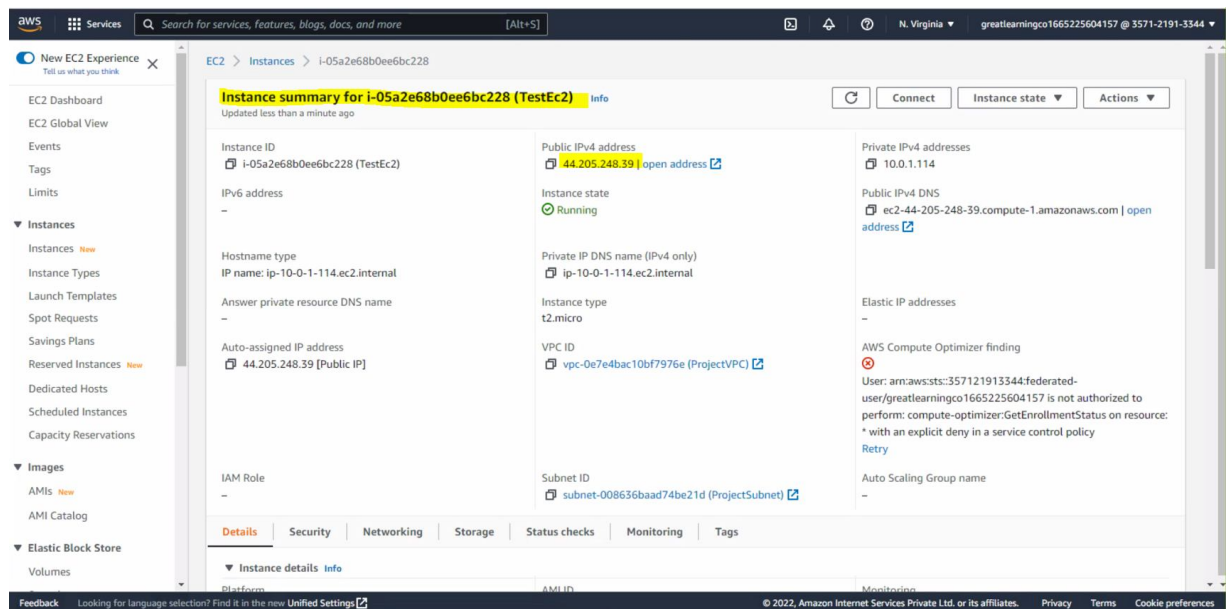 aws Services Search for services, features, blogs, docs, and more [Alt+S] N. Virginia ▼ greatlearningco1665225604157 @ 3571-2191-3344 ▼
New EC2 Experience
Tell us what you think
EC2 Dashboard
EC2 Global View
Events
Tags
Limits
▼ Instances
Instances New
Instance Types
Launch Templates
Spot Requests
Savings Plans
Reserved Instances New
Dedicated Hosts
Scheduled Instances
Capacity Reservations
▼ Images
AMIs New
AMI Catalog
▼ Elastic Block Store
Volumes
EC2 > Instances > i-05a2e68b0ee6bc228
Instance summary for i-05a2e68b0ee6bc228 (TestEc2) Info
Updated less than a minute ago
Connect Instance state ▼ Actions ▼
Instance ID
i-05a2e68b0ee6bc228 (TestEc2)
Public IPv4 address
44.205.248.39 | open address
Private IPv4 addresses
10.0.1.114
IPv6 address
–
Instance state
Running
Public IPv4 DNS
ec2-44-205-248-39.compute-1.amazonaws.com | open
address
Hostname type
IP name: ip-10-0-1-114.ec2.internal
Private IP DNS name (IPv4 only)
ip-10-0-1-114.ec2.internal
Answer private resource DNS name
–
Instance type
t2.micro
Elastic IP addresses
–
Auto-assigned IP address
44.205.248.39 [Public IP]
VPC ID
vpc-0e7e4bac10bf7976e (ProjectVPC)
AWS Compute Optimizer finding
User: arn:aws:sts::357121913344:federated-
user/greatlearningco1665225604157 is not authorized to
perform: compute-optimizer:GetEnrollmentStatus on resource:
* with an explicit deny in a service control policy
Retry
IAM Role
–
Subnet ID
subnet-008636baad74be21d (ProjectSubnet)
Auto Scaling Group name
–
Details Security Networking Storage Status checks Monitoring Tags
▼ Instance details Info
Platform AMI ID Monitoring
Feedback Looking for language selection? Find it in the new Unified Settings © 2022, Amazon Internet Services Private Ltd. or its affiliates. Privacy Terms Cookie preferences